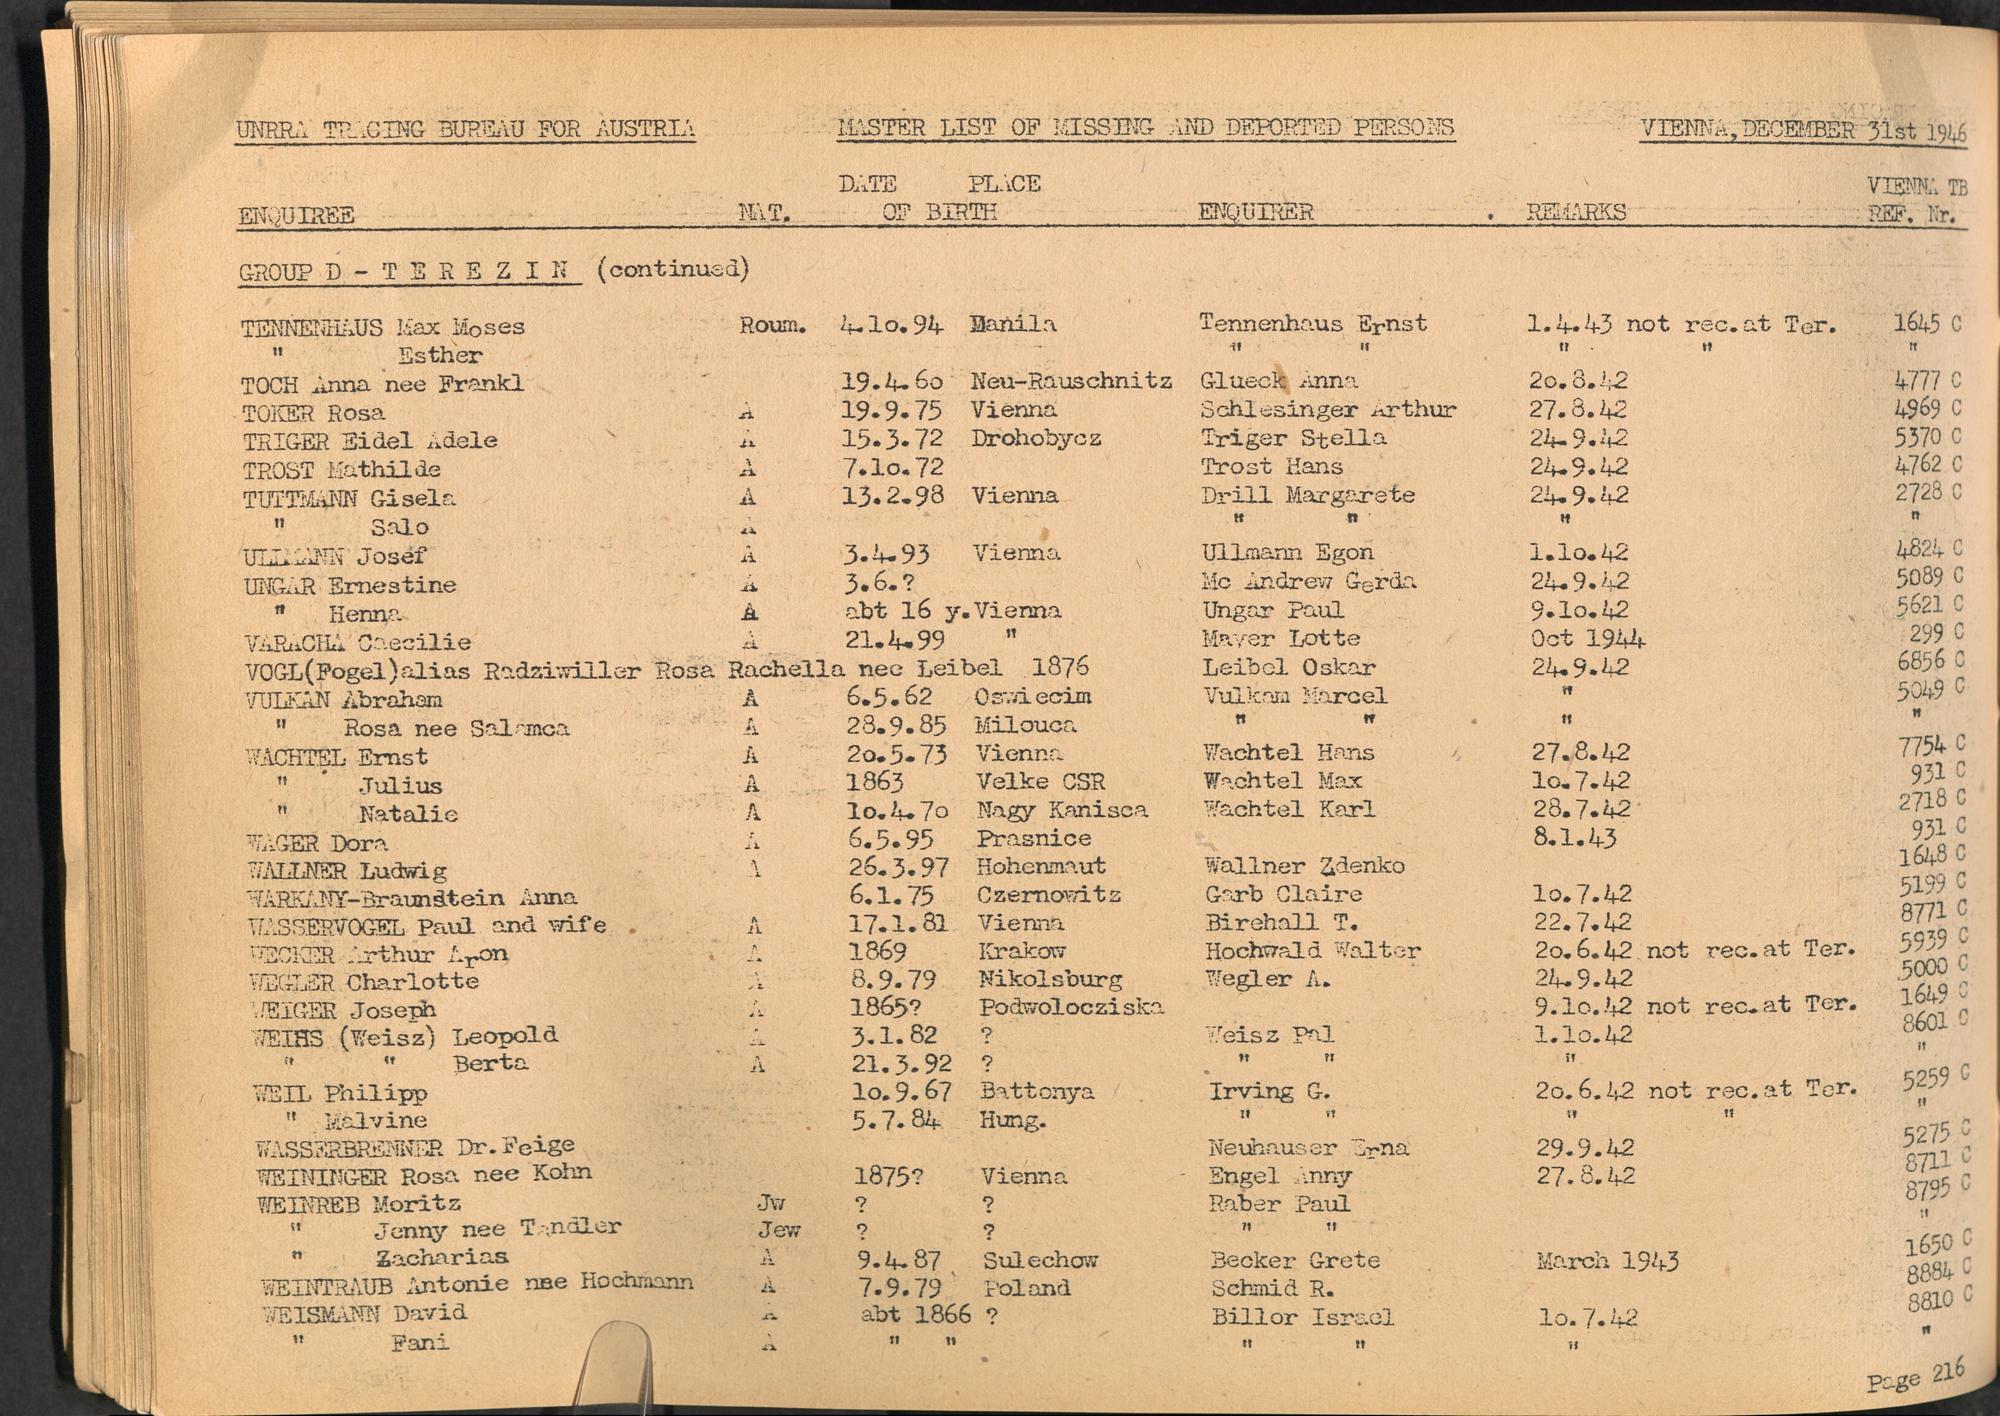 UNRRA TRACING BUREAU FOR AUSTRIA MASTER LIST OF MISSING AND DEPORTED PERSONS VIENNA, DECEMBER 31st 1946
DATE PLACE VIENNA TB
ENQUIREE NAT. OF BIRTH ENQUIRER . REMARKS REF. Nr.
GROUP D - T E R E Z I N (continued)
TENNENHAUS Max Moses Roum. 4.lo.94 Manila Tennenhaus Ernst 1.4.43 not rec.at Ter. 1645 C
" Esther " " " " "
TOCH Anna nee Frankl 19.4.6o Neu-Rauschnitz Glueck Anna 2o.8.42 4777 C
TOKER Rosa A 19.9.75 Vienna Schlesinger Arthur 27.8.42 4969 C
TRIGER Eidel Adele A 15.3.72 Drohobycz Triger Stella 24.9.42 5370 C
TROST Mathilde A 7.lo.72 Trost Hans 24.9.42 4762 C
TUTTMANN Gisela A 13.2.98 Vienna Drill Margarete 24.9.42 2728 C
" Salo A " " " "
ULLMANN Josef A 3.4.93 Vienna Ullmann Egon 1.lo.42 4824 C
UNGAR Ernestine A 3.6.? Mc Andrew Gerda 24.9.42 5089 C
" Henna A abt 16 y.Vienna Ungar Paul 9.lo.42 5621 C
VARACHA Caecilie A 21.4.99 " Mayer Lotte Oct 1944 299 C
VOGL(Fogel)alias Radziwiller Rosa Rachella nee Leibel 1876 Leibel Oskar 24.9.42 6856 C
VULKAN Abraham A 6.5.62 Oswiecim Vulkam Marcel " 5049 C
" Rosa nee Salamca A 28.9.85 Milouca " " " "
WACHTEL Ernst A 2o.5.73 Vienna Wachtel Hans 27.8.42 7754 C
" Julius A 1863 Velke CSR Wachtel Max lo.7.42 931 C
" Natalie A lo.4.7o Nagy Kanisca Wachtel Karl 28.7.42 2718 C
WAGER Dora A 6.5.95 Prasnice 8.1.43 931 C
WALLNER Ludwig A 26.3.97 Hohenmaut Wallner Zdenko 1648 C
WARKANY-Braunstein Anna 6.1.75 Czernowitz Garb Claire lo.7.42 5199 C
WASSERVOGEL Paul and wife A 17.1.81 Vienna Birehall T. 22.7.42 8771 C
WECKER Arthur Aron A 1869 Krakow Hochwald Walter 2o.6.42 not rec.at Ter. 5939 C
WEGLER Charlotte A 8.9.79 Nikolsburg Wegler A. 24.9.42 5000 C
WEIGER Joseph A 1865? Podwolocziska 9.lo.42 not rec.at Ter. 1649 C
WEIHS (Weisz) Leopold A 3.1.82 ? Weisz Pal 1.lo.42 8601 C
" " Berta A 21.3.92 ? " " " "
WEIL Philipp lo.9.67 Battonya Irving G. 2o.6.42 not rec.at Ter. 5259 C
" Malvine 5.7.84 Hung. " " " " "
WASSERBRENNER Dr.Feige Neuhauser Erna 29.9.42 5275 C
WEININGER Rosa nee Kohn 1875? Vienna Engel Anny 27.8.42 8711 C
WEINREB Moritz Jw ? ? Raber Paul 8795 C
" Jenny nee Tandler Jew ? ? " " "
" Zacharias A 9.4.87 Sulechow Becker Grete March 1943 1650 C
WEINTRAUB Antonie nee Hochmann A 7.9.79 Poland Schmid R. 8884 C
WEISMANN David A abt 1866 ? Billor Israel lo.7.42 8810 C
" Fani A " " " " " "
Page 216